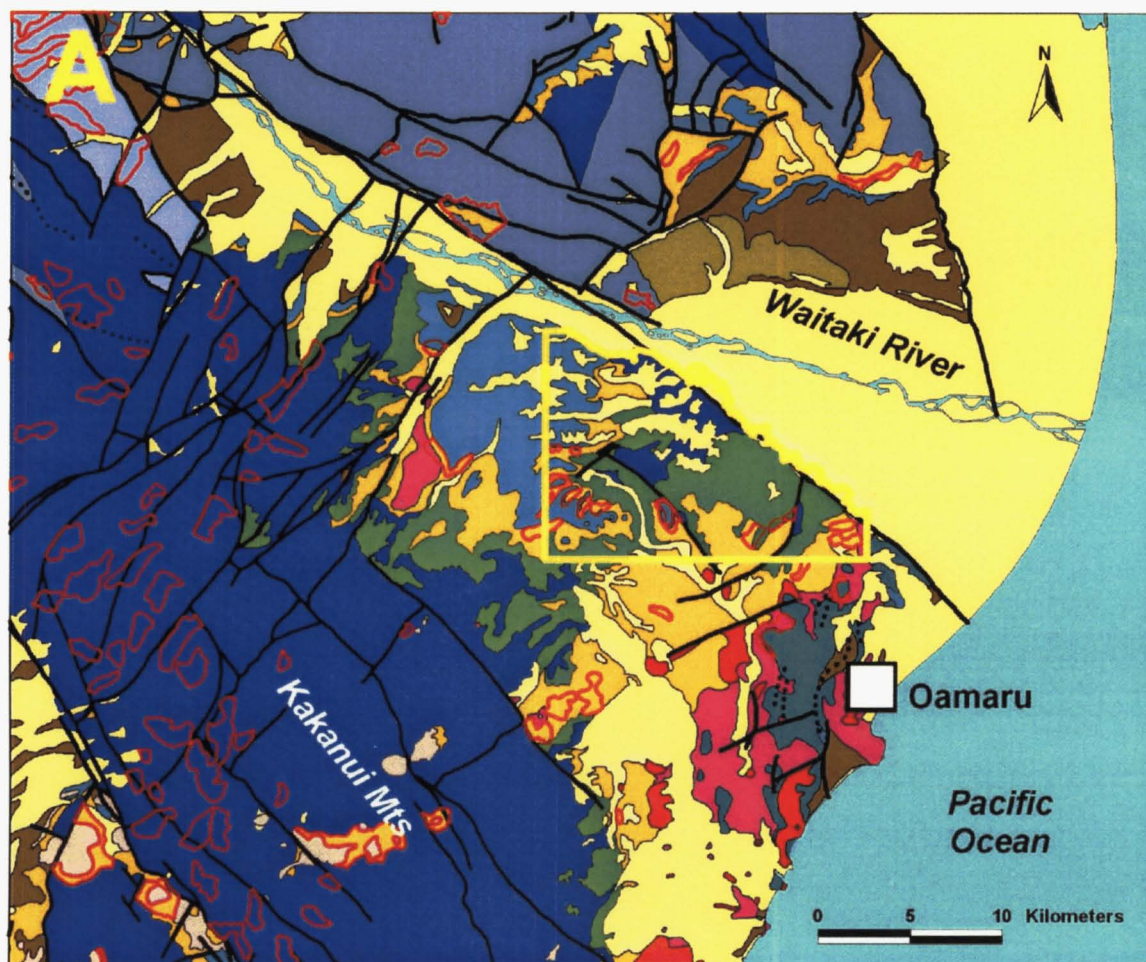 A
N
Waitaki River
Oamaru
Kakanui Mts
Pacific
Ocean
0 5 10 Kilometers